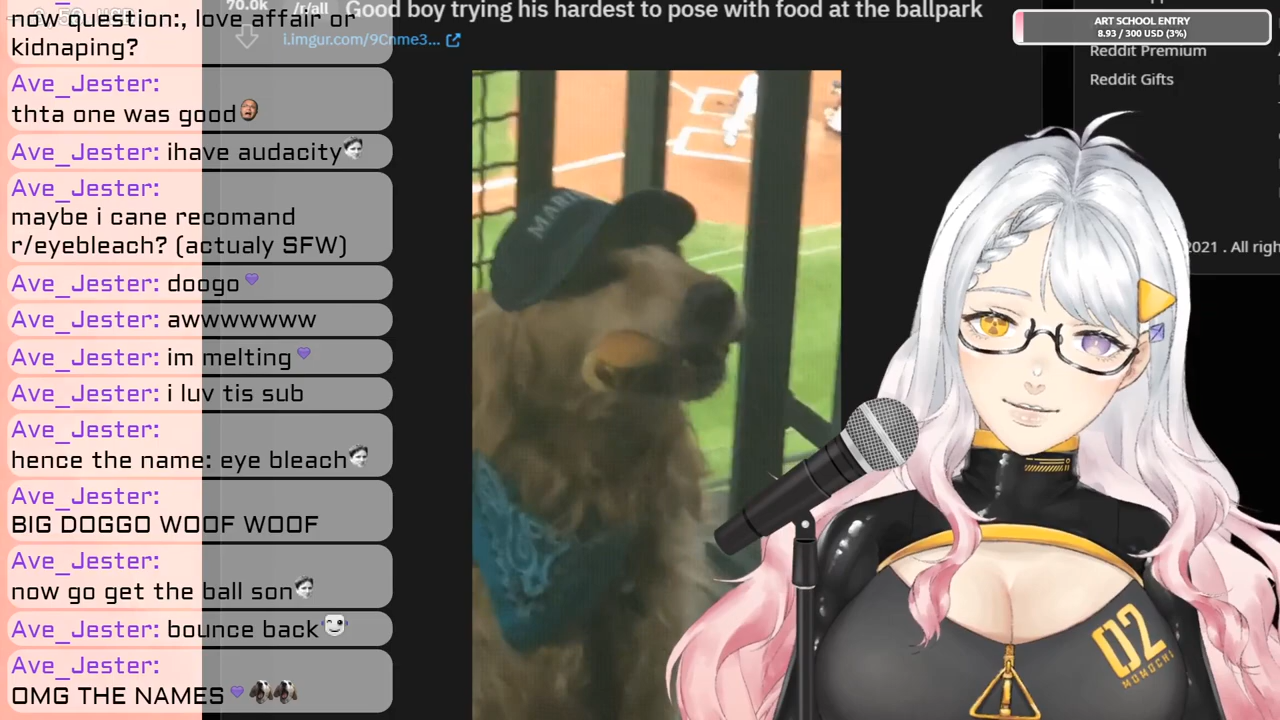 now question:, love affair or
kidnaping?
Ave_Jester:
thta one was good
Ave_Jester: ihave audacity
Ave_Jester:
maybe i cane recomand
r/eyebleach? (actualy SFW)
Ave_Jester: doogo
Ave_Jester: awwwwwww
Ave_Jester: im melting
Ave_Jester: i luv tis sub
Ave_Jester:
hence the name: eye bleach
Ave_Jester:
BIG DOGGO WOOF WOOF
Ave_Jester:
now go get the ball son
Ave_Jester: bounce back
Ave_Jester:
OMG THE NAMES
70.0k
/r/all
Good boy trying his hardest to pose with food at the ballpark
i.imgur.com/9Cnme3...
ART SCHOOL ENTRY
8.93 / 300 USD (3%)
Reddit Premium
Reddit Gifts
2021 . All righ
02
MOMOCHI